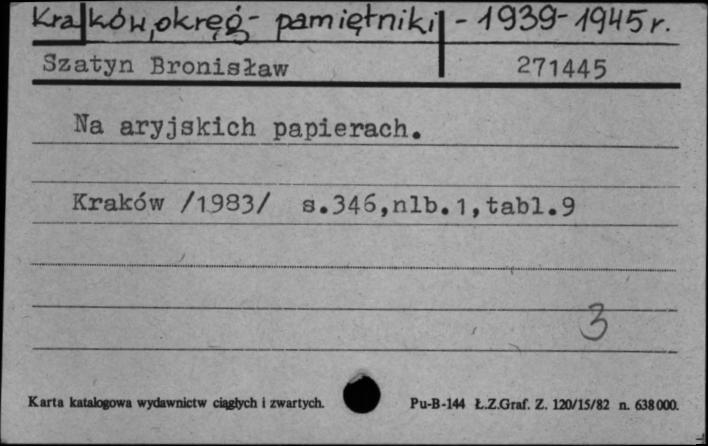 Kraków, okręg - pamiętniki - 1939-1945 r.
Szatyn Bronisław 271445
Na aryjskich papierach.
Kraków /1983/ s.346,nlb.1,tabl.9
3
Karta katalogowa wydawnictw ciągłych i zwartych. Pu-B-144 Ł.Z.Graf. Z. 120/15/82 n. 638000.